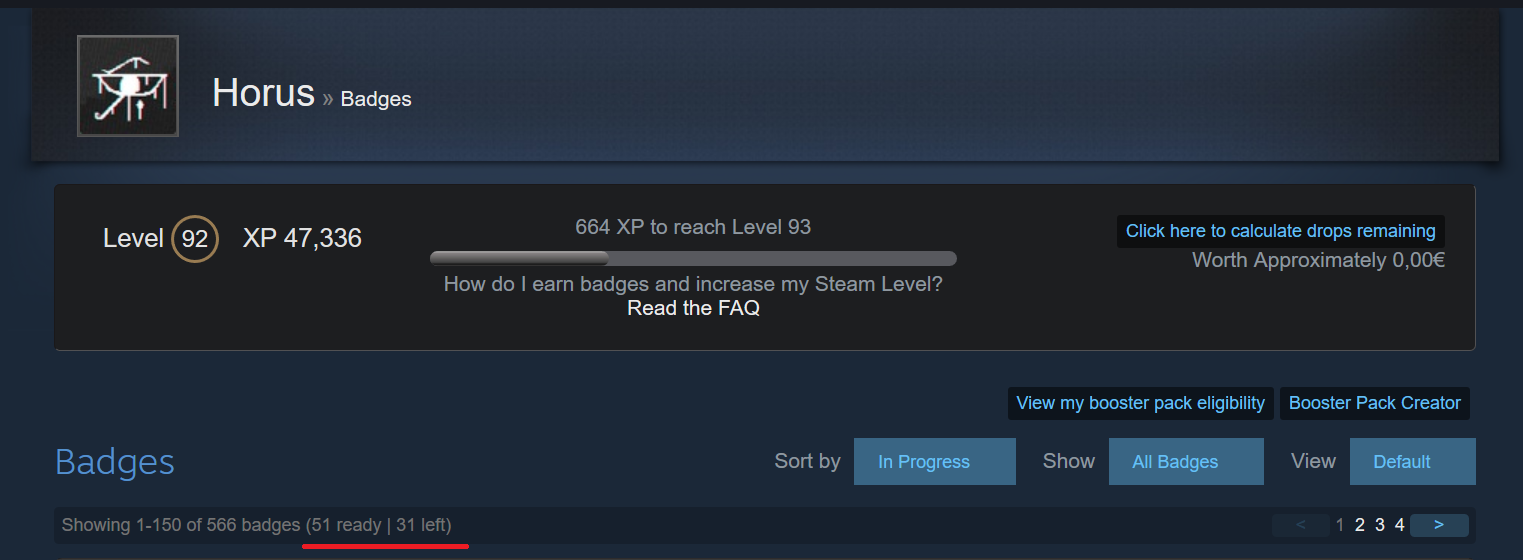 Horus » Badges
Level 92 XP 47,336
664 XP to reach Level 93
How do I earn badges and increase my Steam Level?
Read the FAQ
Click here to calculate drops remaining
Worth Approximately 0,00€
View my booster pack eligibility Booster Pack Creator
Badges
Sort by In Progress Show All Badges View Default
Showing 1-150 of 566 badges (51 ready | 31 left)
< 1 2 3 4 >